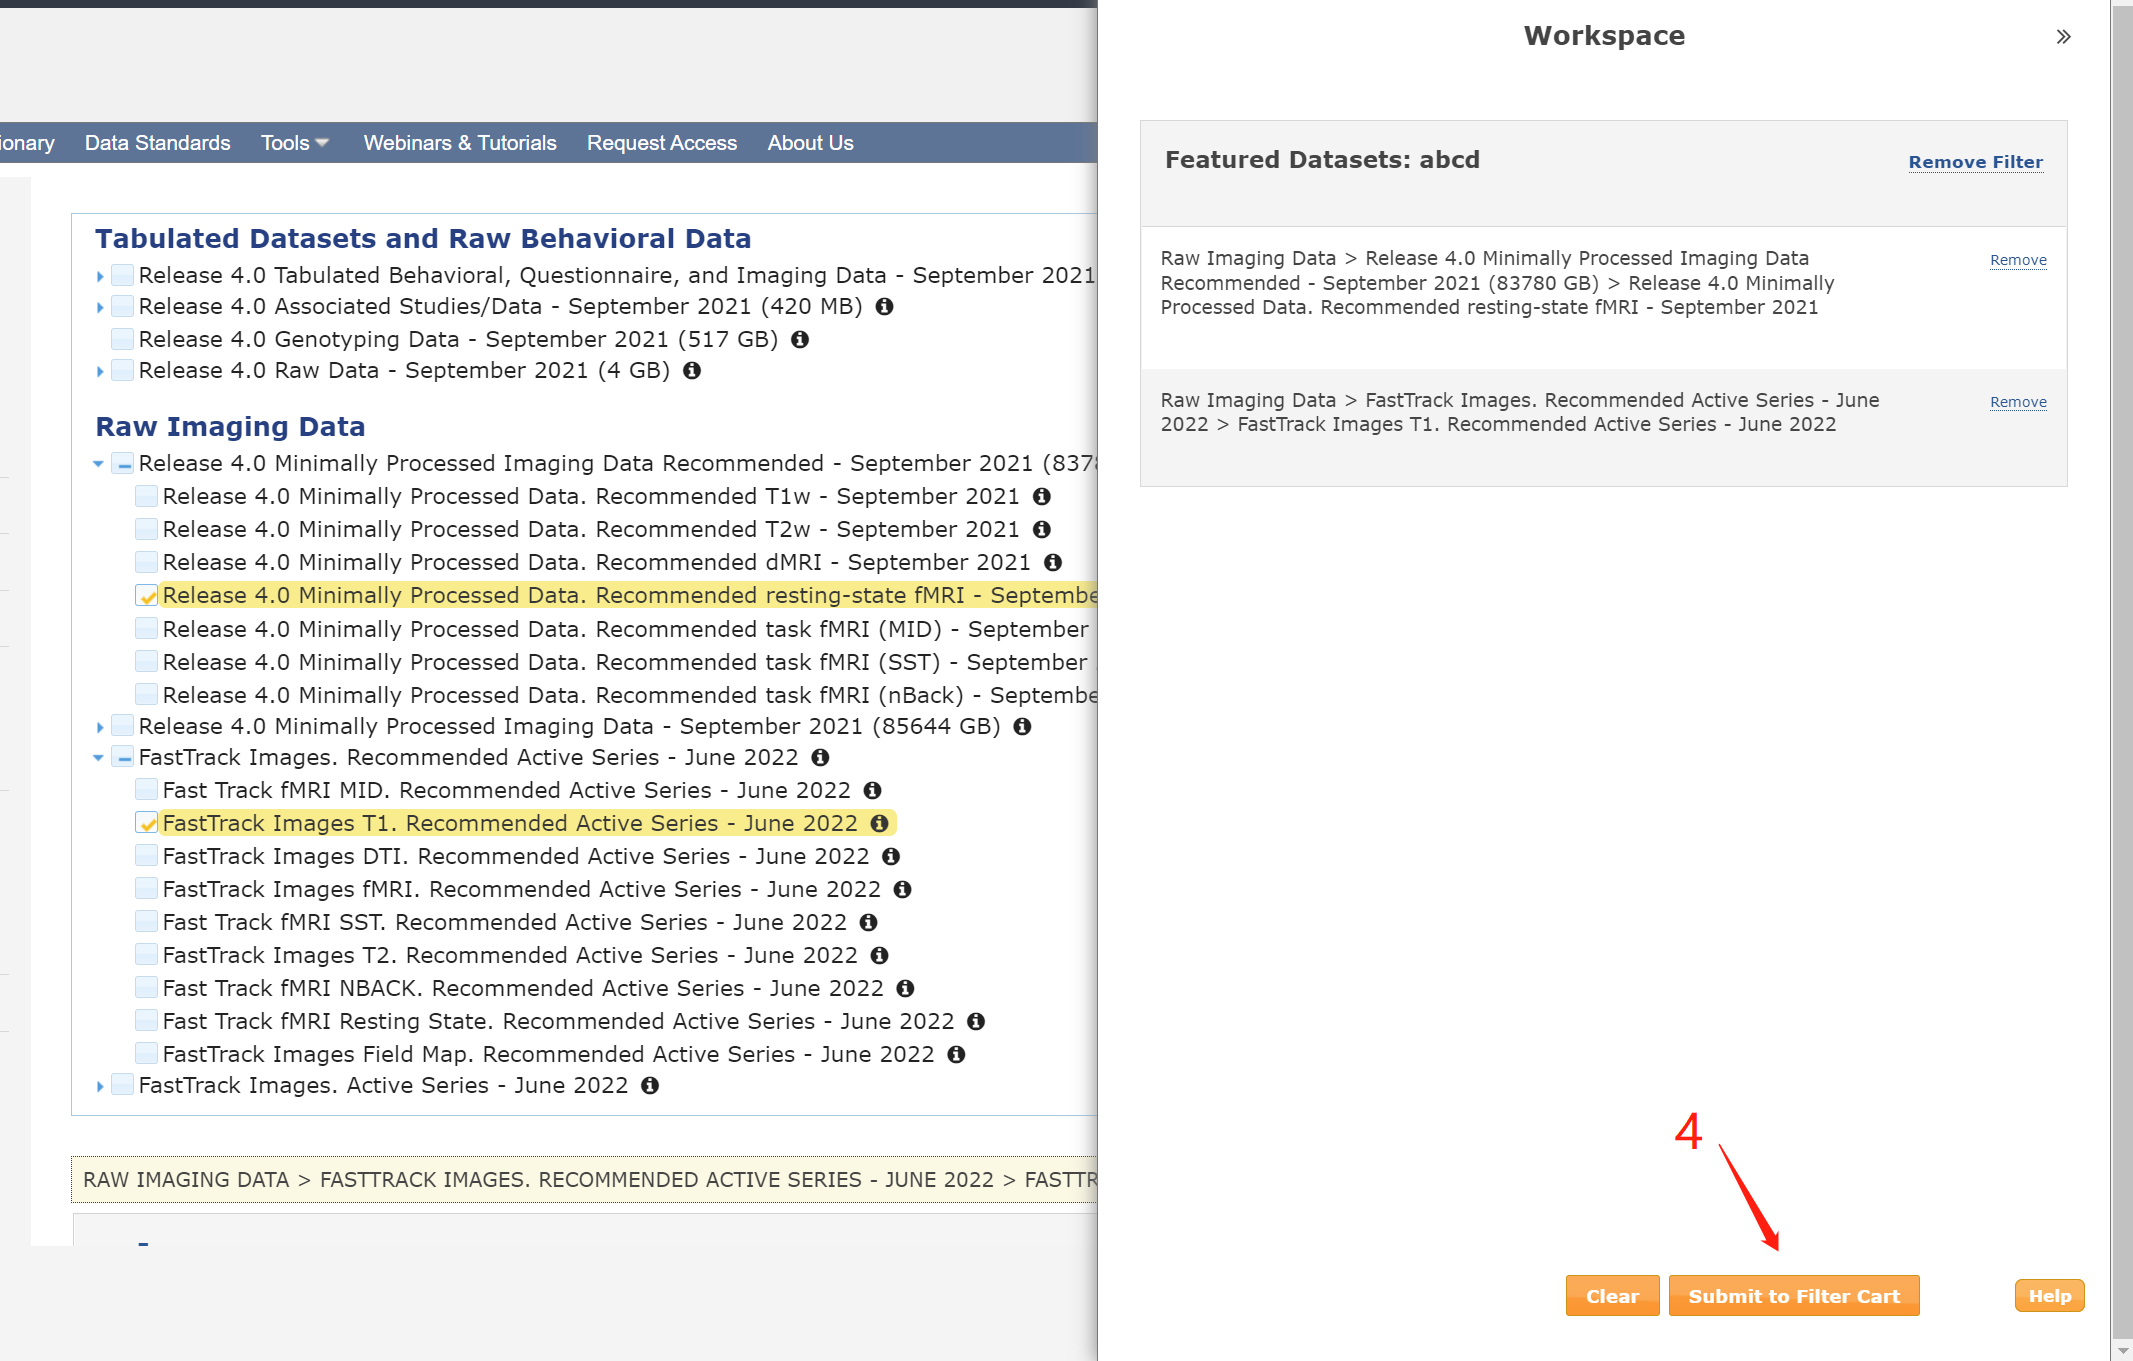 ionary Data Standards Tools Webinars & Tutorials Request Access About Us
Tabulated Datasets and Raw Behavioral Data
Release 4.0 Tabulated Behavioral, Questionnaire, and Imaging Data - September 2021
Release 4.0 Associated Studies/Data - September 2021 (420 MB)
Release 4.0 Genotyping Data - September 2021 (517 GB)
Release 4.0 Raw Data - September 2021 (4 GB)
Raw Imaging Data
Release 4.0 Minimally Processed Imaging Data Recommended - September 2021 (837
Release 4.0 Minimally Processed Data. Recommended T1w - September 2021
Release 4.0 Minimally Processed Data. Recommended T2w - September 2021
Release 4.0 Minimally Processed Data. Recommended dMRI - September 2021
Release 4.0 Minimally Processed Data. Recommended resting-state fMRI - Septembe
Release 4.0 Minimally Processed Data. Recommended task fMRI (MID) - September
Release 4.0 Minimally Processed Data. Recommended task fMRI (SST) - September
Release 4.0 Minimally Processed Data. Recommended task fMRI (nBack) - Septembe
Release 4.0 Minimally Processed Imaging Data - September 2021 (85644 GB)
FastTrack Images. Recommended Active Series - June 2022
Fast Track fMRI MID. Recommended Active Series - June 2022
FastTrack Images T1. Recommended Active Series - June 2022
FastTrack Images DTI. Recommended Active Series - June 2022
FastTrack Images fMRI. Recommended Active Series - June 2022
Fast Track fMRI SST. Recommended Active Series - June 2022
FastTrack Images T2. Recommended Active Series - June 2022
Fast Track fMRI NBACK. Recommended Active Series - June 2022
Fast Track fMRI Resting State. Recommended Active Series - June 2022
FastTrack Images Field Map. Recommended Active Series - June 2022
FastTrack Images. Active Series - June 2022
RAW IMAGING DATA > FASTTRACK IMAGES. RECOMMENDED ACTIVE SERIES - JUNE 2022 > FASTTR
Workspace
Featured Datasets: abcd
Remove Filter
Raw Imaging Data > Release 4.0 Minimally Processed Imaging Data
Recommended - September 2021 (83780 GB) > Release 4.0 Minimally
Processed Data. Recommended resting-state fMRI - September 2021
Remove
Raw Imaging Data > FastTrack Images. Recommended Active Series - June
2022 > FastTrack Images T1. Recommended Active Series - June 2022
Remove
4
Clear
Submit to Filter Cart
Help